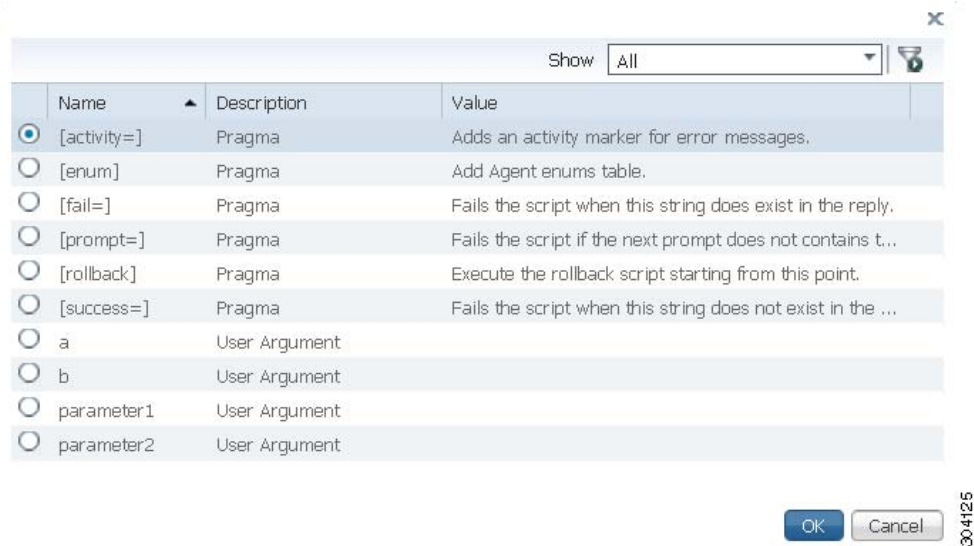 Show All
Name Description Value
[activity=] Pragma Adds an activity marker for error messages.
[enum] Pragma Add Agent enums table.
[fail=] Pragma Fails the script when this string does exist in the reply.
[prompt=] Pragma Fails the script if the next prompt does not contains t...
[rollback] Pragma Execute the rollback script starting from this point.
[success=] Pragma Fails the script when this string does not exist in the ...
a User Argument
b User Argument
parameter1 User Argument
parameter2 User Argument
OK Cancel
304125